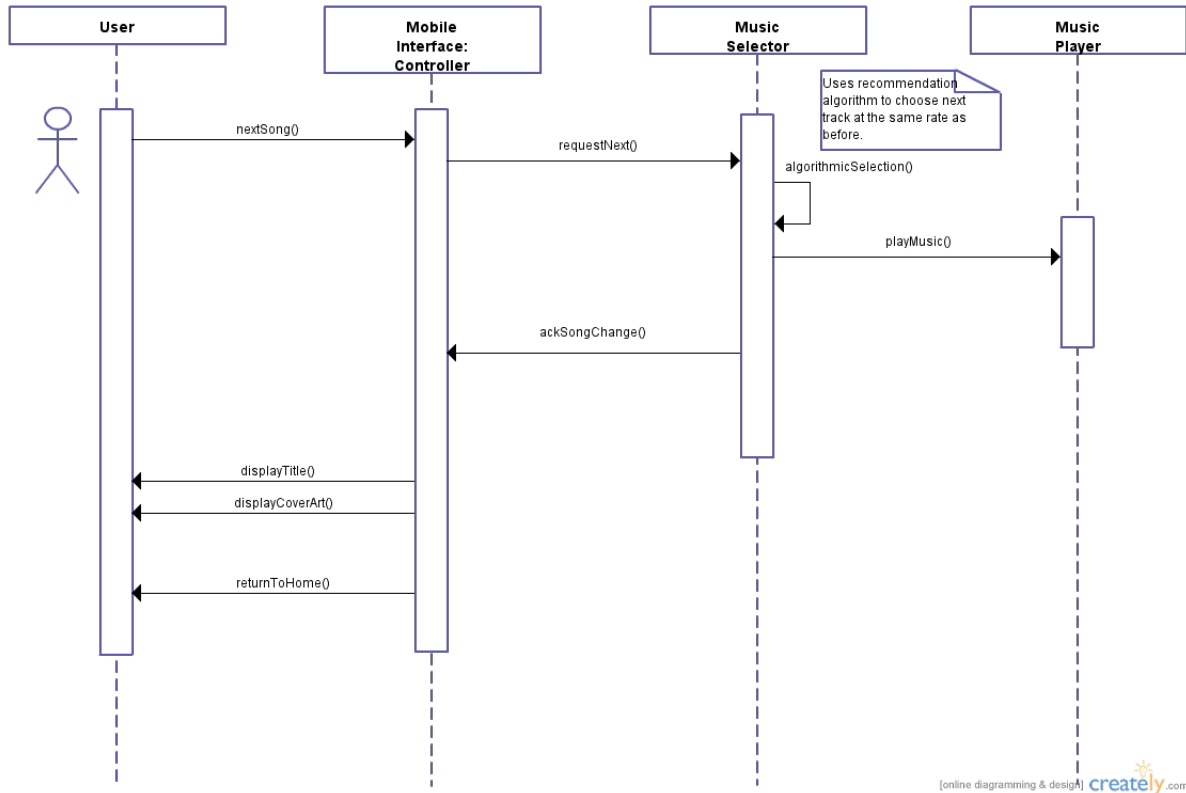 User
Mobile
Interface:
Controller
Music
Selector
Music
Player
Uses recommendation
algorithm to choose next
track at the same rate as
before.
nextSong()
requestNext()
algorithmicSelection()
playMusic()
ackSongChange()
displayTitle()
displayCoverArt()
returnToHome()
[online diagramming & design] creately.com